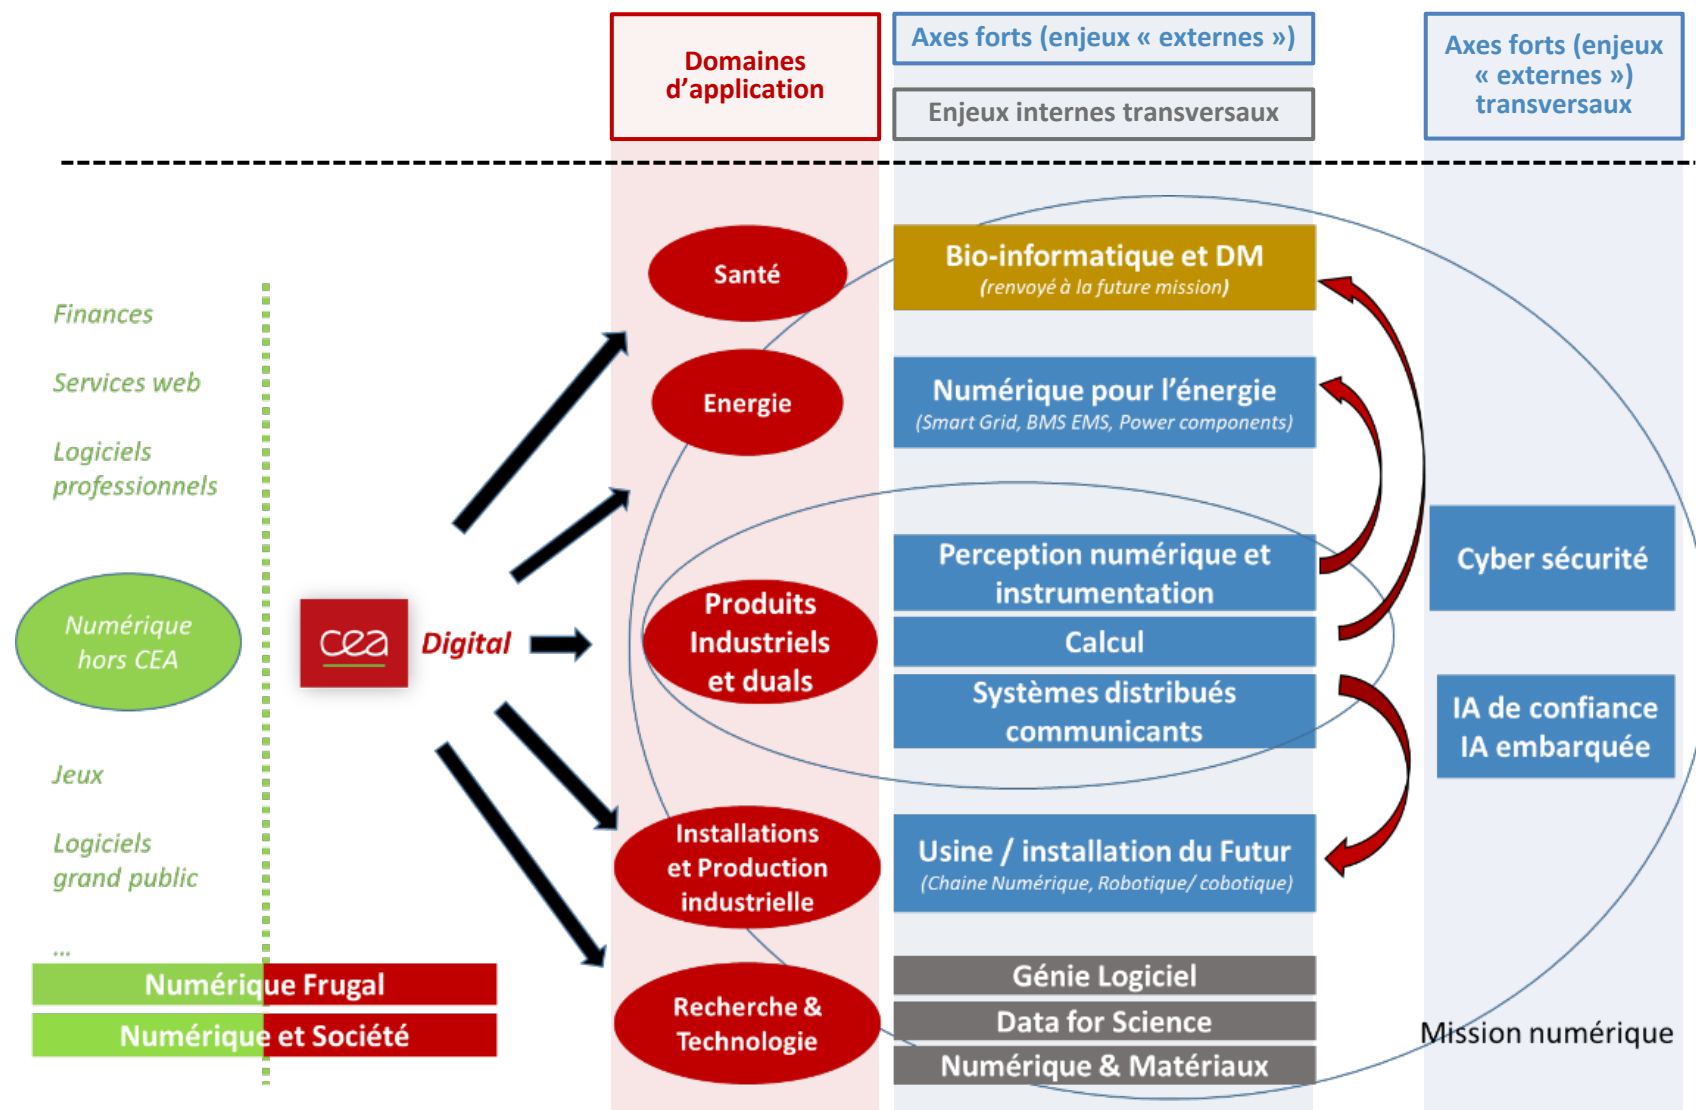 Domaines
d’application
Axes forts (enjeux « externes »)
Enjeux internes transversaux
Axes forts (enjeux
« externes »)
transversaux
Finances
Services web
Logiciels
professionnels
Numérique
hors CEA
Jeux
Logiciels
grand public
...
Numérique Frugal
Numérique et Société
cea
Digital
Santé
Energie
Produits
Industriels
et duals
Installations
et Production
industrielle
Recherche &
Technologie
Bio-informatique et DM
(renvoyé à la future mission)
Numérique pour l’énergie
(Smart Grid, BMS EMS, Power components)
Perception numérique et
instrumentation
Calcul
Systèmes distribués
communicants
Usine / installation du Futur
(Chaine Numérique, Robotique/ cobotique)
Génie Logiciel
Data for Science
Numérique & Matériaux
Cyber sécurité
IA de confiance
IA embarquée
Mission numérique